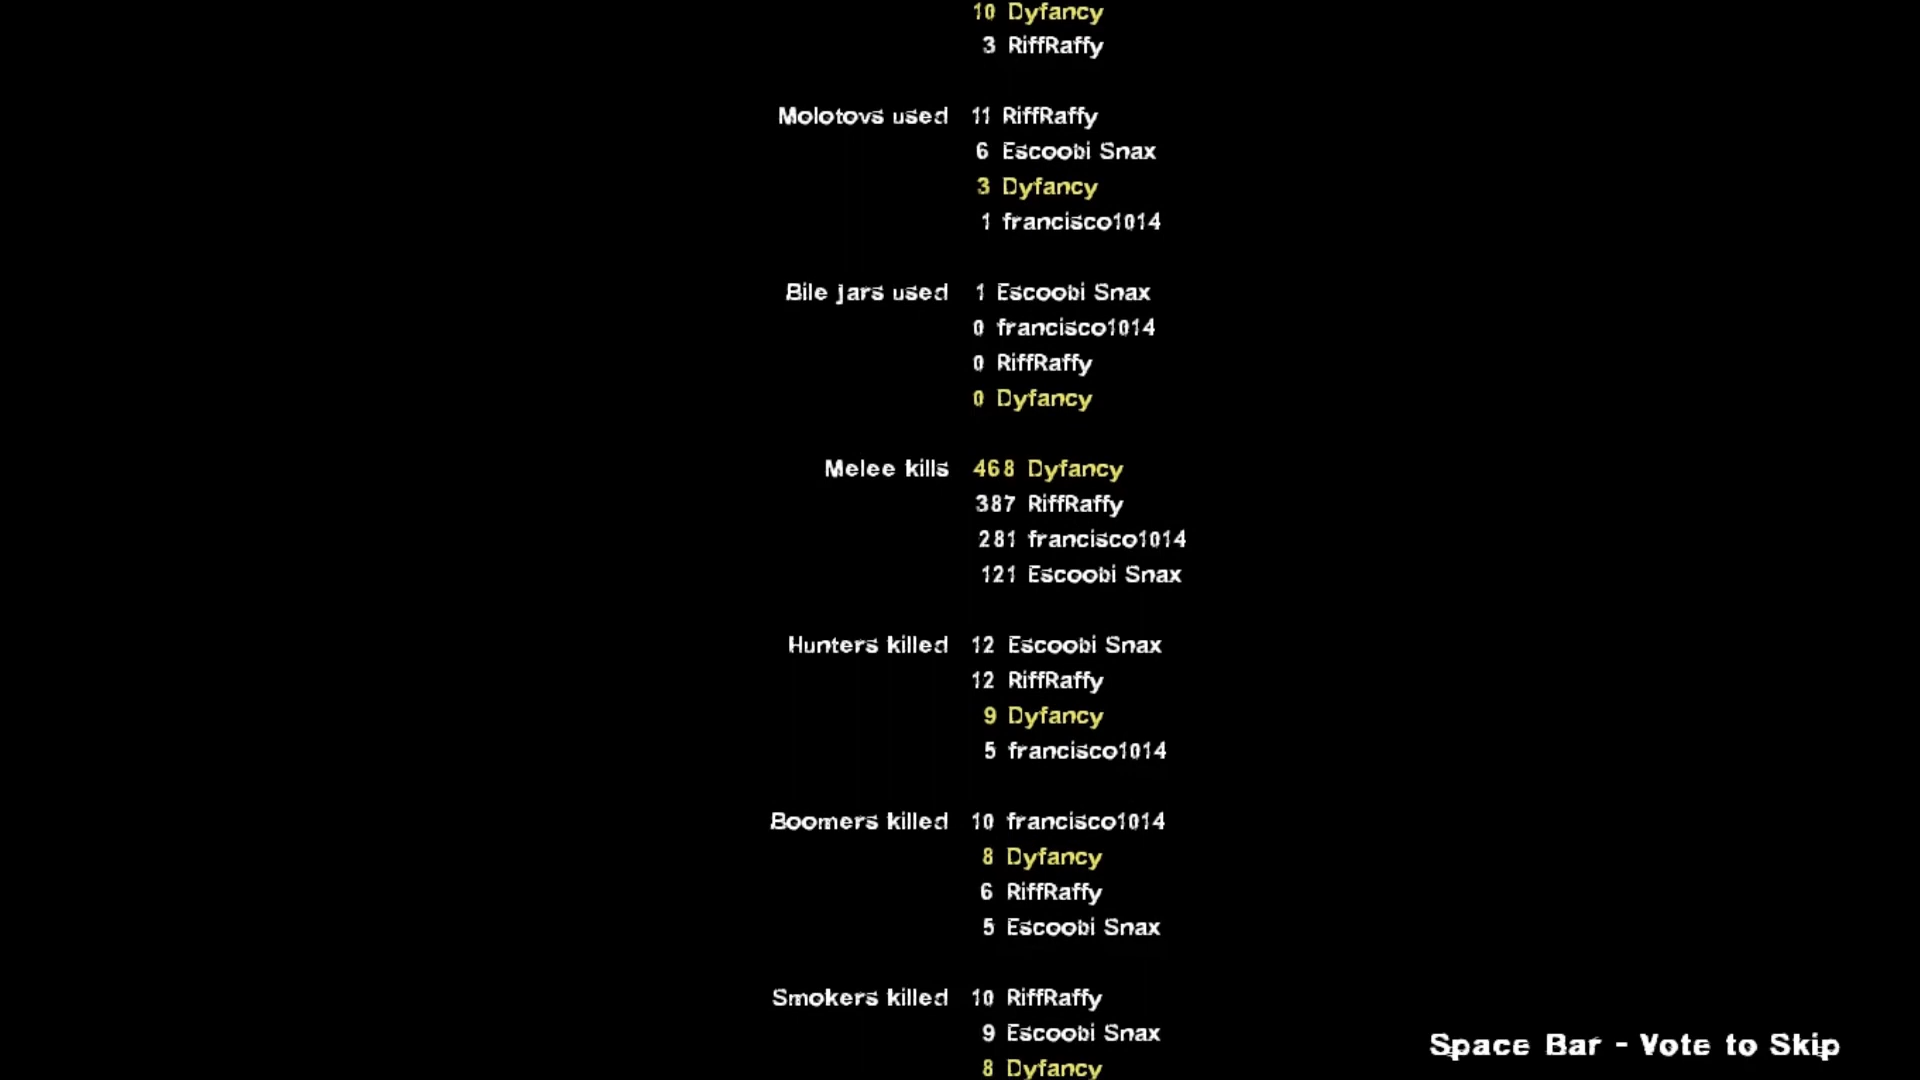 10 Dyfancy
3 RiffRaffy
Molotovs used 11 RiffRaffy
6 Escoobi Snax
3 Dyfancy
1 francisco1014
Bile jars used 1 Escoobi Snax
0 francisco1014
0 RiffRaffy
0 Dyfancy
Melee kills 468 Dyfancy
387 RiffRaffy
281 francisco1014
121 Escoobi Snax
Hunters killed 12 Escoobi Snax
12 RiffRaffy
9 Dyfancy
5 francisco1014
Boomers killed 10 francisco1014
8 Dyfancy
6 RiffRaffy
5 Escoobi Snax
Smokers killed 10 RiffRaffy
9 Escoobi Snax
8 Dyfancy
Space Bar - Vote to Skip